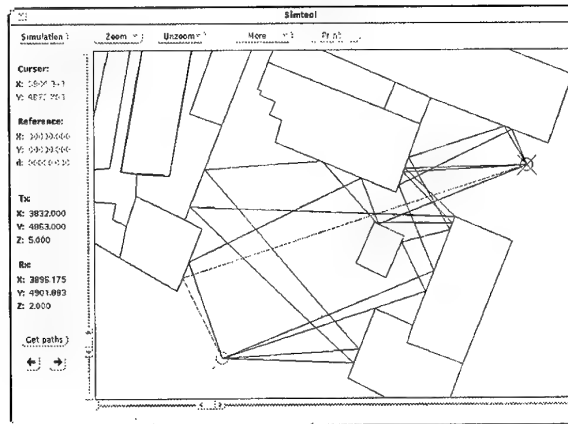 Simtool
Simulation
Zoom
Unzoom
More
Print
Cursor:
X:
Y:
Reference:
X:
Y:
d:
Tx:
X: 3832.000
Y: 4863.000
Z: 5.000
Rx:
X: 3896.175
Y: 4901.883
Z: 2.000
Get paths